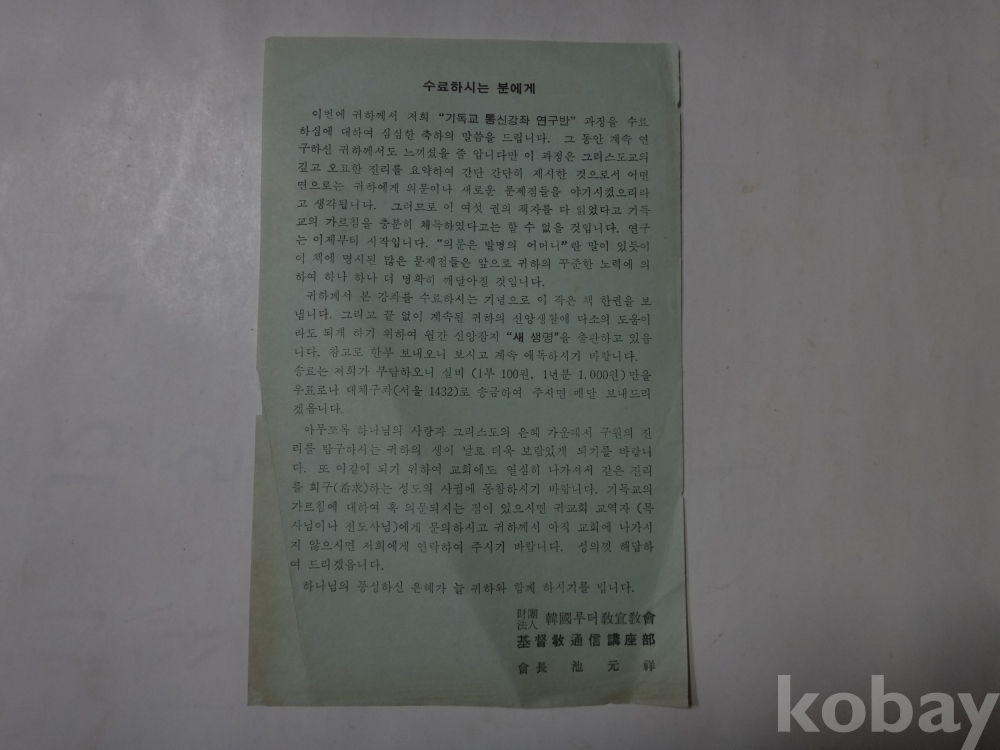 수료하시는 분에게
이번에 귀하께서 저희 “기독교 통신강좌 연구반” 과정을 수료
하심에 대하여 심심한 축하의 말씀을 드립니다. 그 동안 계속 연
구하신 귀하께서도 느끼셨을 줄 압니다만 이 과정은 그리스도교의
깊고 오묘한 진리를 요약하여 간단 간단히 제시한 것으로서 어떤
면으로는 귀하에게 의문이나 새로운 문제점들을 야기시켰으리라
고 생각됩니다. 그러므로 이 여섯 권의 책자를 다 읽었다고 기독
교의 가르침을 충분히 체득하였다고는 할 수 없을 것입니다. 연구
는 이제부터 시작입니다. “의문은 발명의 어머니”란 말이 있듯이
이 책에 명시된 많은 문제점들은 앞으로 귀하의 꾸준한 노력에 의
하여 하나 하나 더 명확히 깨달아질 것입니다.
귀하께서 본 강좌를 수료하시는 기념으로 이 작은 책 한권을 보
냅니다. 그리고 끝 없이 계속될 귀하의 신앙생활에 다소의 도움이
라도 되게 하기 위하여 월간 신앙잡지 “새 생명”을 출판하고 있읍
니다. 참고로 한부 보내오니 보시고 계속 애독하시기 바랍니다.
송료는 저희가 부담하오니 실비 (1부 100원, 1년분 1,000원)만을
우표로나 대체구좌(서울 1432)로 송금하여 주시면 매달 보내드리
겠읍니다.
아무쪼록 하나님의 사랑과 그리스도의 은혜 가운데서 구원의 진
리를 탐구하시는 귀하의 생이 날로 더욱 보람있게 되기를 바랍니
다. 또 이같이 되기 위하여 교회에도 열심히 나가셔서 같은 진리
를 희구(希求)하는 성도의 사귐에 동참하시기 바랍니다. 기독교의
가르침에 대하여 혹 의문되시는 점이 있으시면 귀교회 교역자 (목
사님이나 전도사님)에게 문의하시고 귀하께서 아직 교회에 나가시
지 않으시면 저희에게 연락하여 주시기 바랍니다. 성의껏 해답하
여 드리겠읍니다.
하나님의 풍성하신 은혜가 늘 귀하와 함께 하시기를 빕니다.
財團法人 韓國루터敎宣敎會
基督敎通信講座部
會長 池元祥
kobay